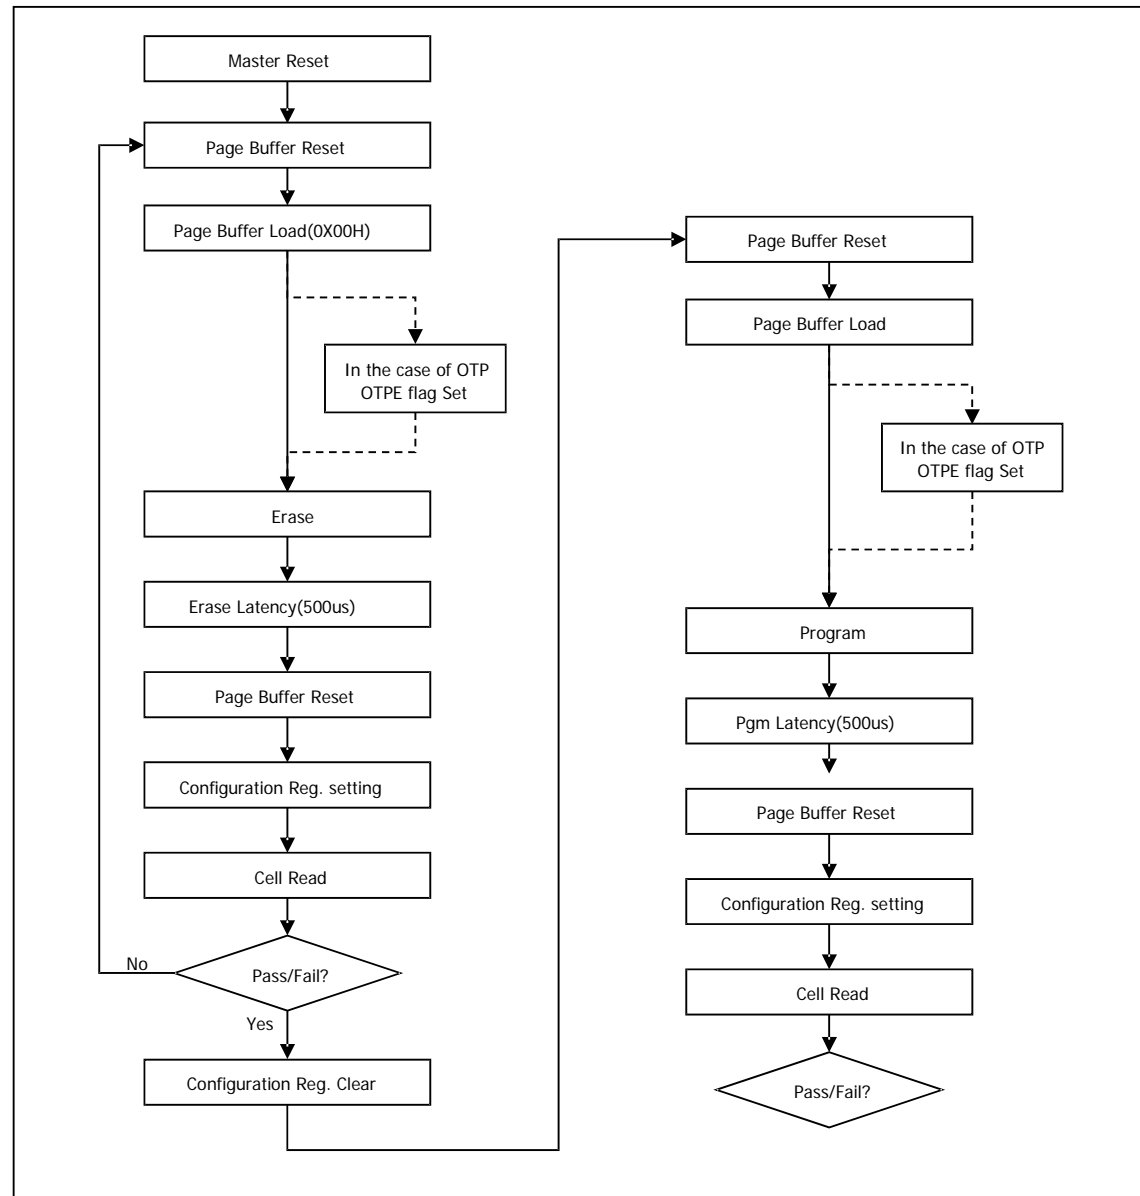 Master Reset
Page Buffer Reset
Page Buffer Load(0X00H)
In the case of OTP
OTPE flag Set
Erase
Erase Latency(500us)
Page Buffer Reset
Configuration Reg. setting
Cell Read
No
Pass/Fail?
Yes
Configuration Reg. Clear
Page Buffer Reset
Page Buffer Load
In the case of OTP
OTPE flag Set
Program
Pgm Latency(500us)
Page Buffer Reset
Configuration Reg. setting
Cell Read
Pass/Fail?